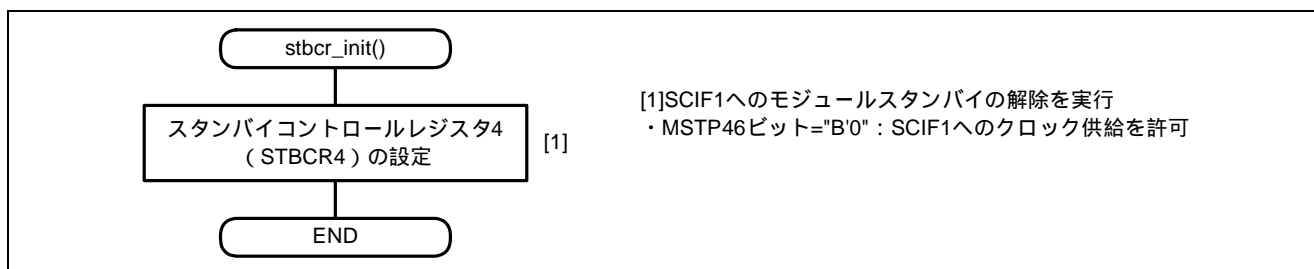 stbcr_init()
スタンバイコントロールレジスタ4
（STBCR4）の設定
[1]
END
[1]SCIF1へのモジュールスタンバイの解除を実行
・MSTP46ビット="B'0"：SCIF1へのクロック供給を許可